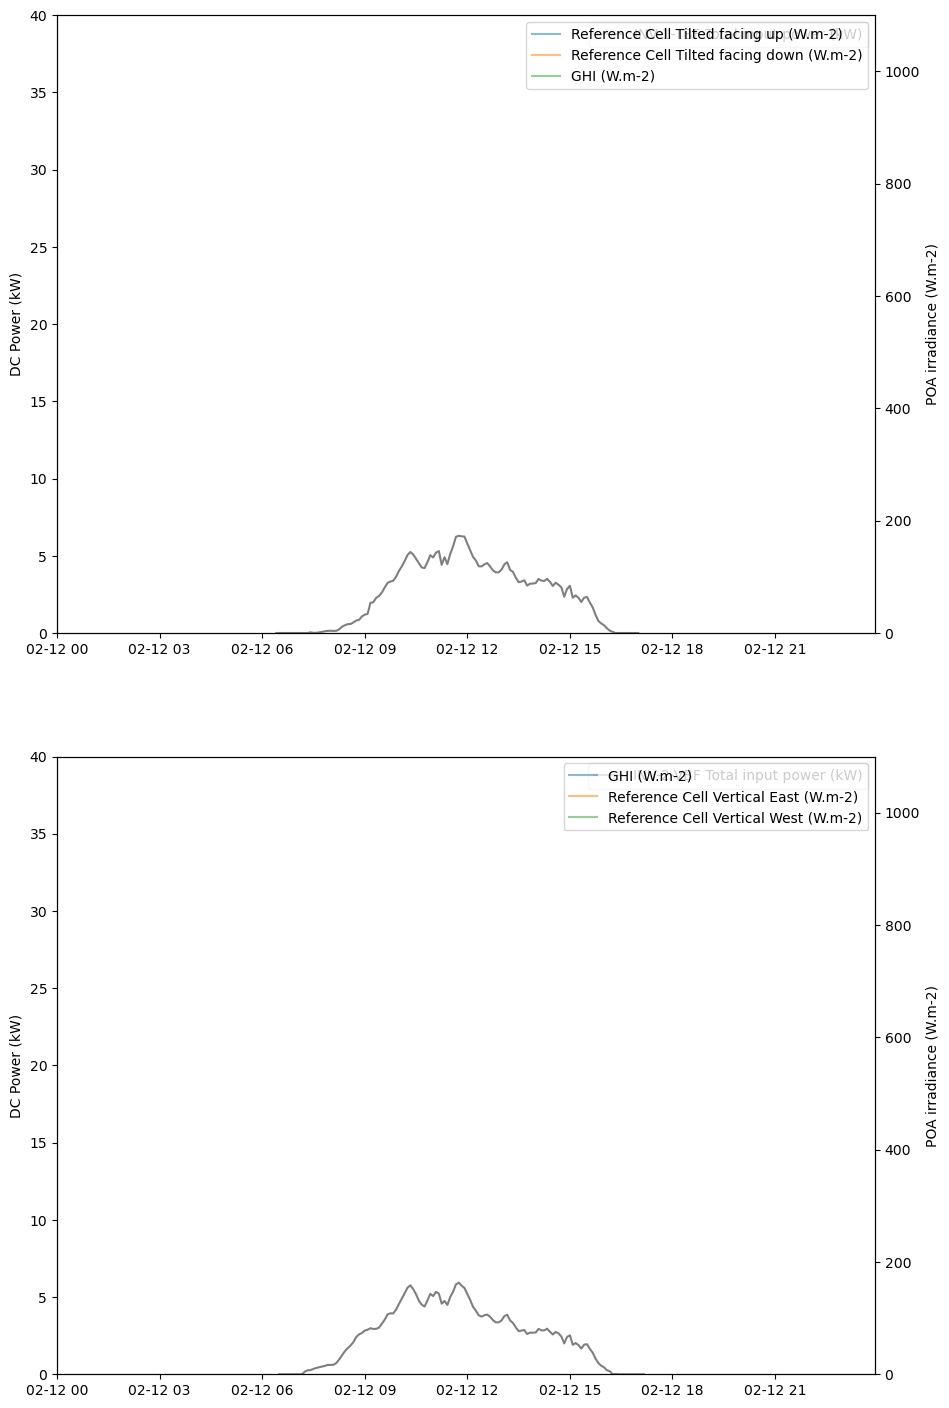 40
Reference Cell Tilted facing up (W.m-2)
Reference Cell Tilted facing down (W.m-2)
GHI (W.m-2)
35
30
25
20
15
10
5
0
DC Power (kW)
1000
800
600
400
200
0
POA irradiance (W.m-2)
02-12 00 02-12 03 02-12 06 02-12 09 02-12 12 02-12 15 02-12 18 02-12 21
40
GHI (W.m-2) Total input power (kW)
Reference Cell Vertical East (W.m-2)
Reference Cell Vertical West (W.m-2)
35
30
25
20
15
10
5
0
DC Power (kW)
1000
800
600
400
200
0
POA irradiance (W.m-2)
02-12 00 02-12 03 02-12 06 02-12 09 02-12 12 02-12 15 02-12 18 02-12 21